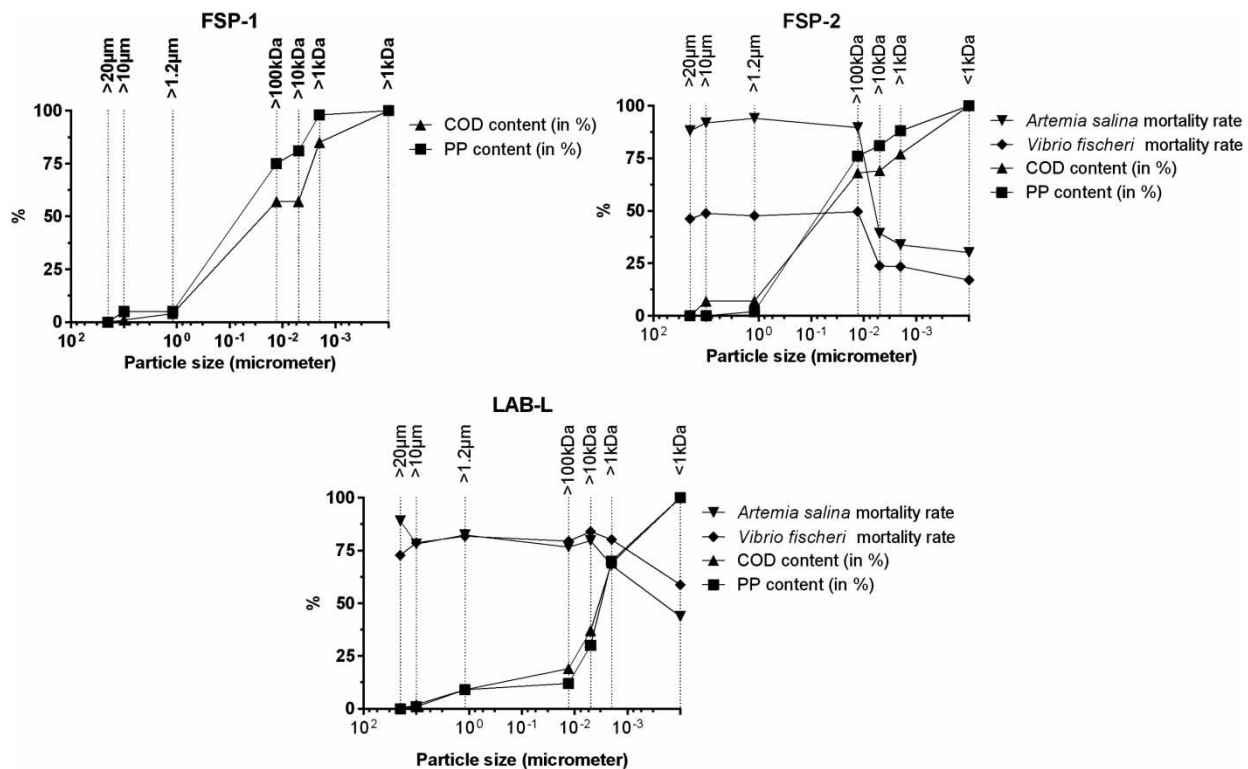 FSP-1
>20µm
>10µm
>1.2µm
>100kDa
>10kDa
>1kDa
>1kDa
100
75
50
25
0
%
10²
10⁰
10⁻¹
10⁻²
10⁻³
Particle size (micrometer)
COD content (in %)
PP content (in %)
FSP-2
>20µm
>10µm
>1.2µm
>100kDa
>10kDa
>1kDa
<1kDa
100
75
50
25
0
%
10²
10⁰
10⁻¹
10⁻²
10⁻³
Particle size (micrometer)
Artemia salina mortality rate
Vibrio fischeri mortality rate
COD content (in %)
PP content (in %)
LAB-L
>20µm
>10µm
>1.2µm
>100kDa
>10kDa
>1kDa
<1kDa
100
75
50
25
0
%
10²
10⁰
10⁻¹
10⁻²
10⁻³
Particle size (micrometer)
Artemia salina mortality rate
Vibrio fischeri mortality rate
COD content (in %)
PP content (in %)